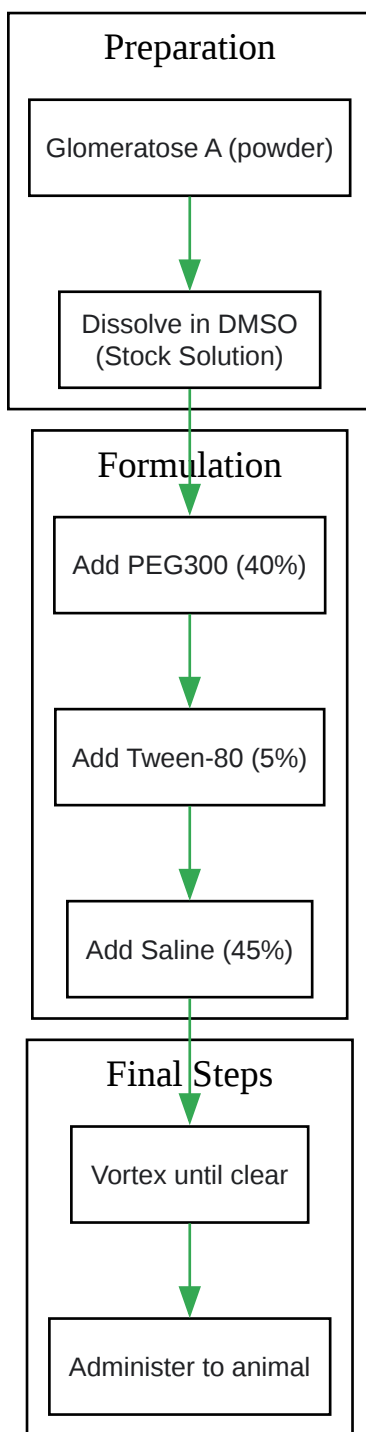 Preparation
Glomeratose A (powder)
Dissolve in DMSO
(Stock Solution)
Formulation
Add PEG300 (40%)
Add Tween-80 (5%)
Add Saline (45%)
Final Steps
Vortex until clear
Administer to animal